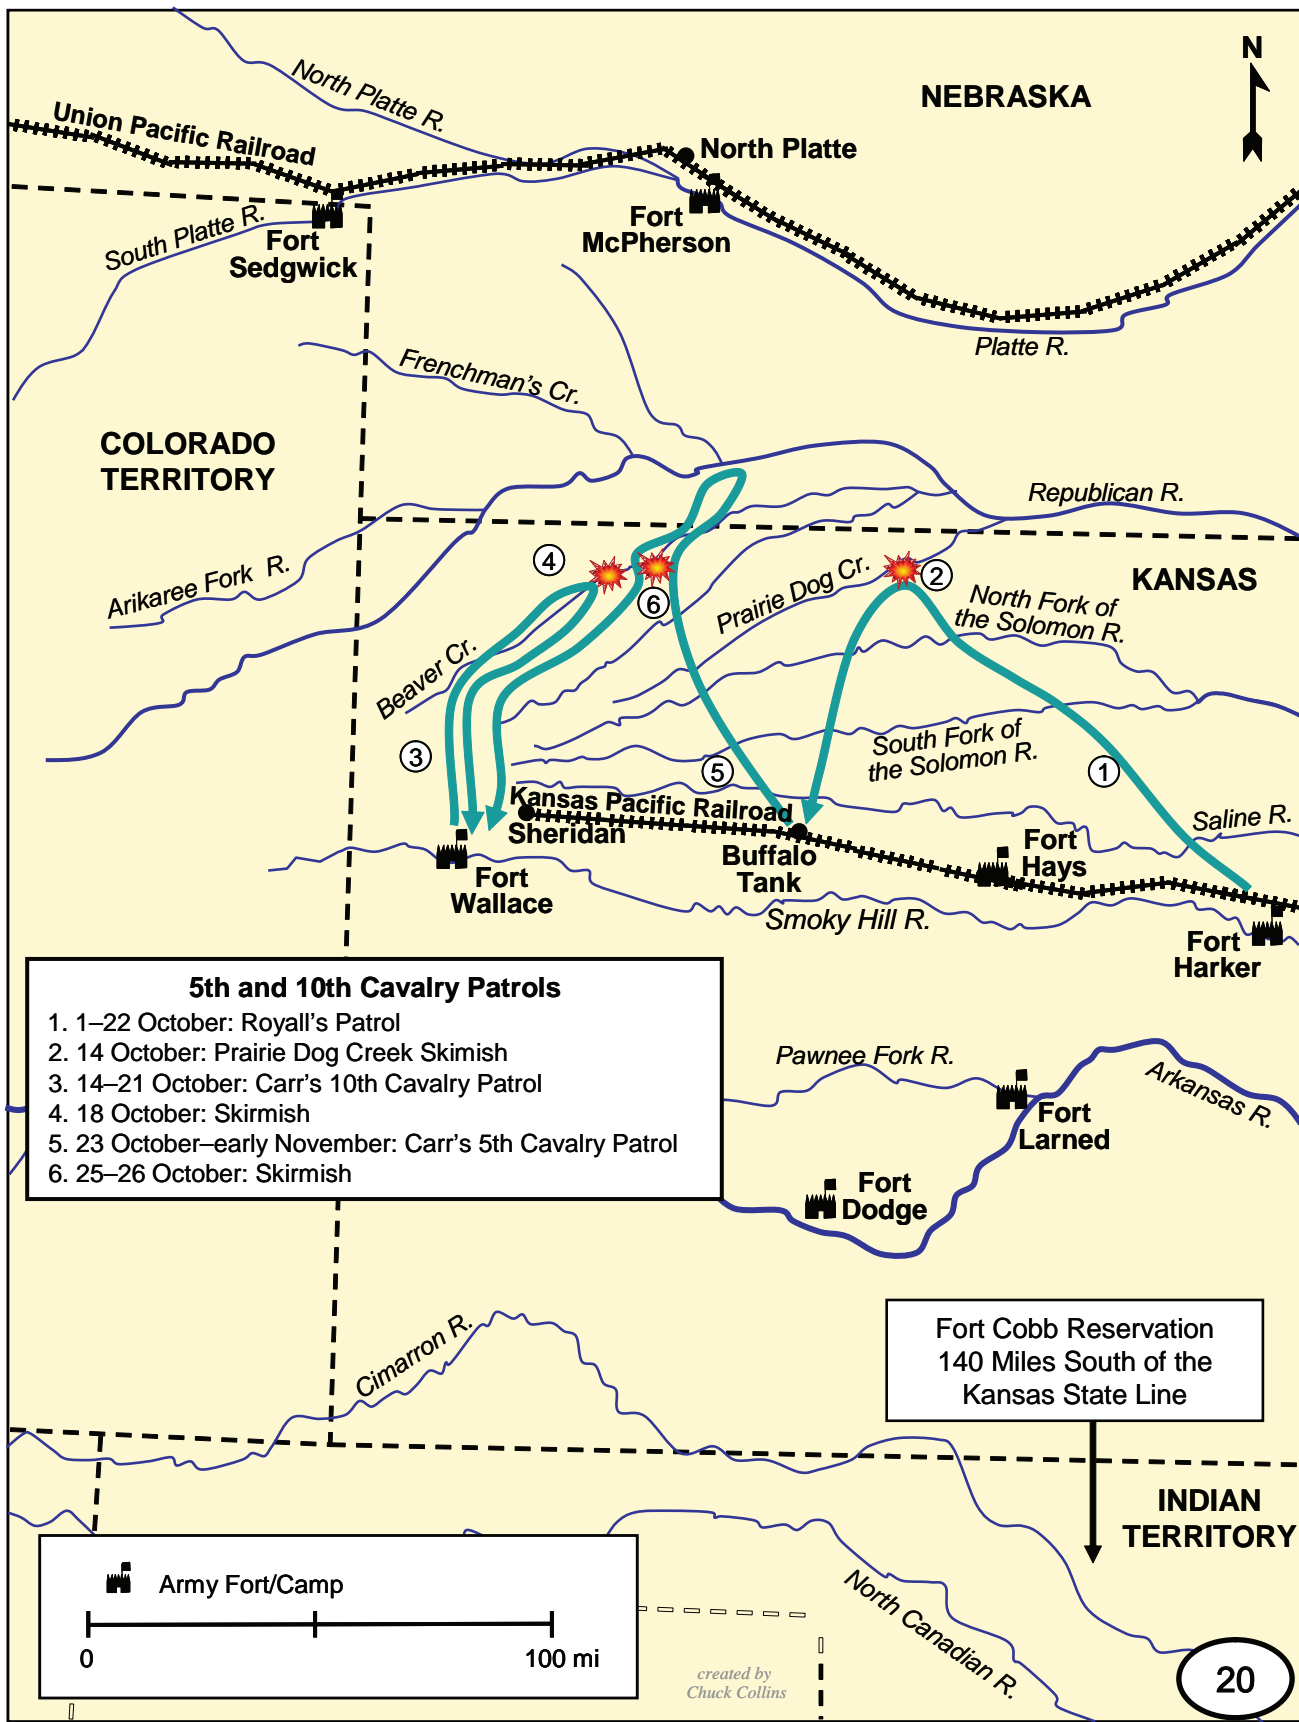 N
NEBRASKA
North Platte R.
Union Pacific Railroad
North Platte
South Platte R.
Fort
Sedgwick
Fort
McPherson
Platte R.
Frenchman's Cr.
COLORADO
TERRITORY
Republican R.
Arikaree Fork R.
4
6
2
KANSAS
Prairie Dog Cr.
North Fork of
the Solomon R.
Beaver Cr.
3
5
South Fork of
the Solomon R.
1
Kansas Pacific Railroad
Sheridan
Saline R.
Buffalo
Tank
Fort
Hays
Fort
Wallace
Smoky Hill R.
Fort
Harker
5th and 10th Cavalry Patrols
1. 1–22 October: Royall's Patrol
2. 14 October: Prairie Dog Creek Skimish
3. 14–21 October: Carr's 10th Cavalry Patrol
4. 18 October: Skirmish
5. 23 October–early November: Carr's 5th Cavalry Patrol
6. 25–26 October: Skirmish
Pawnee Fork R.
Arkansas R.
Fort
Larned
Fort
Dodge
Cimarron R.
Fort Cobb Reservation
140 Miles South of the
Kansas State Line
INDIAN
TERRITORY
Army Fort/Camp
0
100 mi
North Canadian R.
created by
Chuck Collins
20